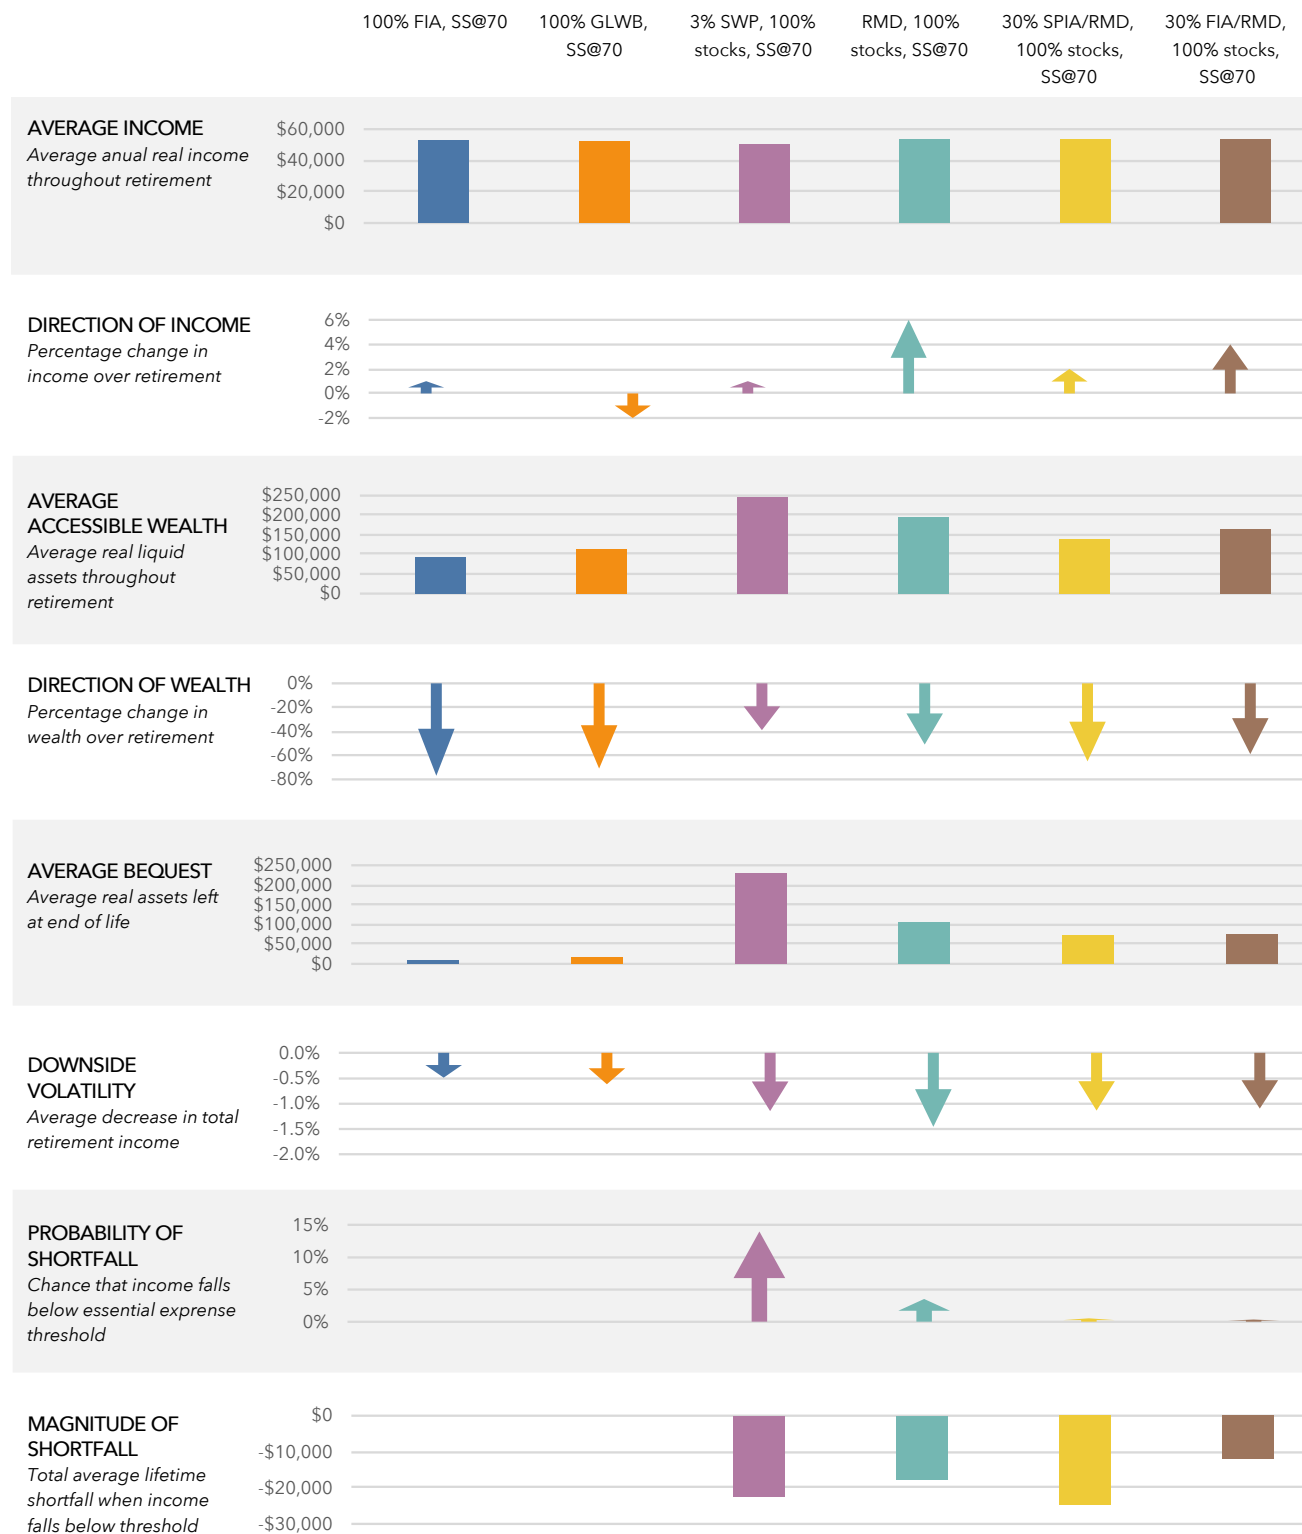 100% FIA, SS@70
100% GLWB,
SS@70
3% SWP, 100%
stocks, SS@70
RMD, 100%
stocks, SS@70
30% SPIA/RMD,
100% stocks,
SS@70
30% FIA/RMD,
100% stocks,
SS@70
AVERAGE INCOME
Average anual real income
throughout retirement
$60,000
$40,000
$20,000
$0
DIRECTION OF INCOME
Percentage change in
income over retirement
6%
4%
2%
0%
-2%
AVERAGE
ACCESSIBLE WEALTH
Average real liquid
assets throughout
retirement
$250,000
$200,000
$150,000
$100,000
$50,000
$0
DIRECTION OF WEALTH
Percentage change in
wealth over retirement
0%
-20%
-40%
-60%
-80%
AVERAGE BEQUEST
Average real assets left
at end of life
$250,000
$200,000
$150,000
$100,000
$50,000
$0
DOWNSIDE
VOLATILITY
Average decrease in total
retirement income
0.0%
-0.5%
-1.0%
-1.5%
-2.0%
PROBABILITY OF
SHORTFALL
Chance that income falls
below essential exprense
threshold
15%
10%
5%
0%
MAGNITUDE OF
SHORTFALL
Total average lifetime
shortfall when income
falls below threshold
$0
-$10,000
-$20,000
-$30,000